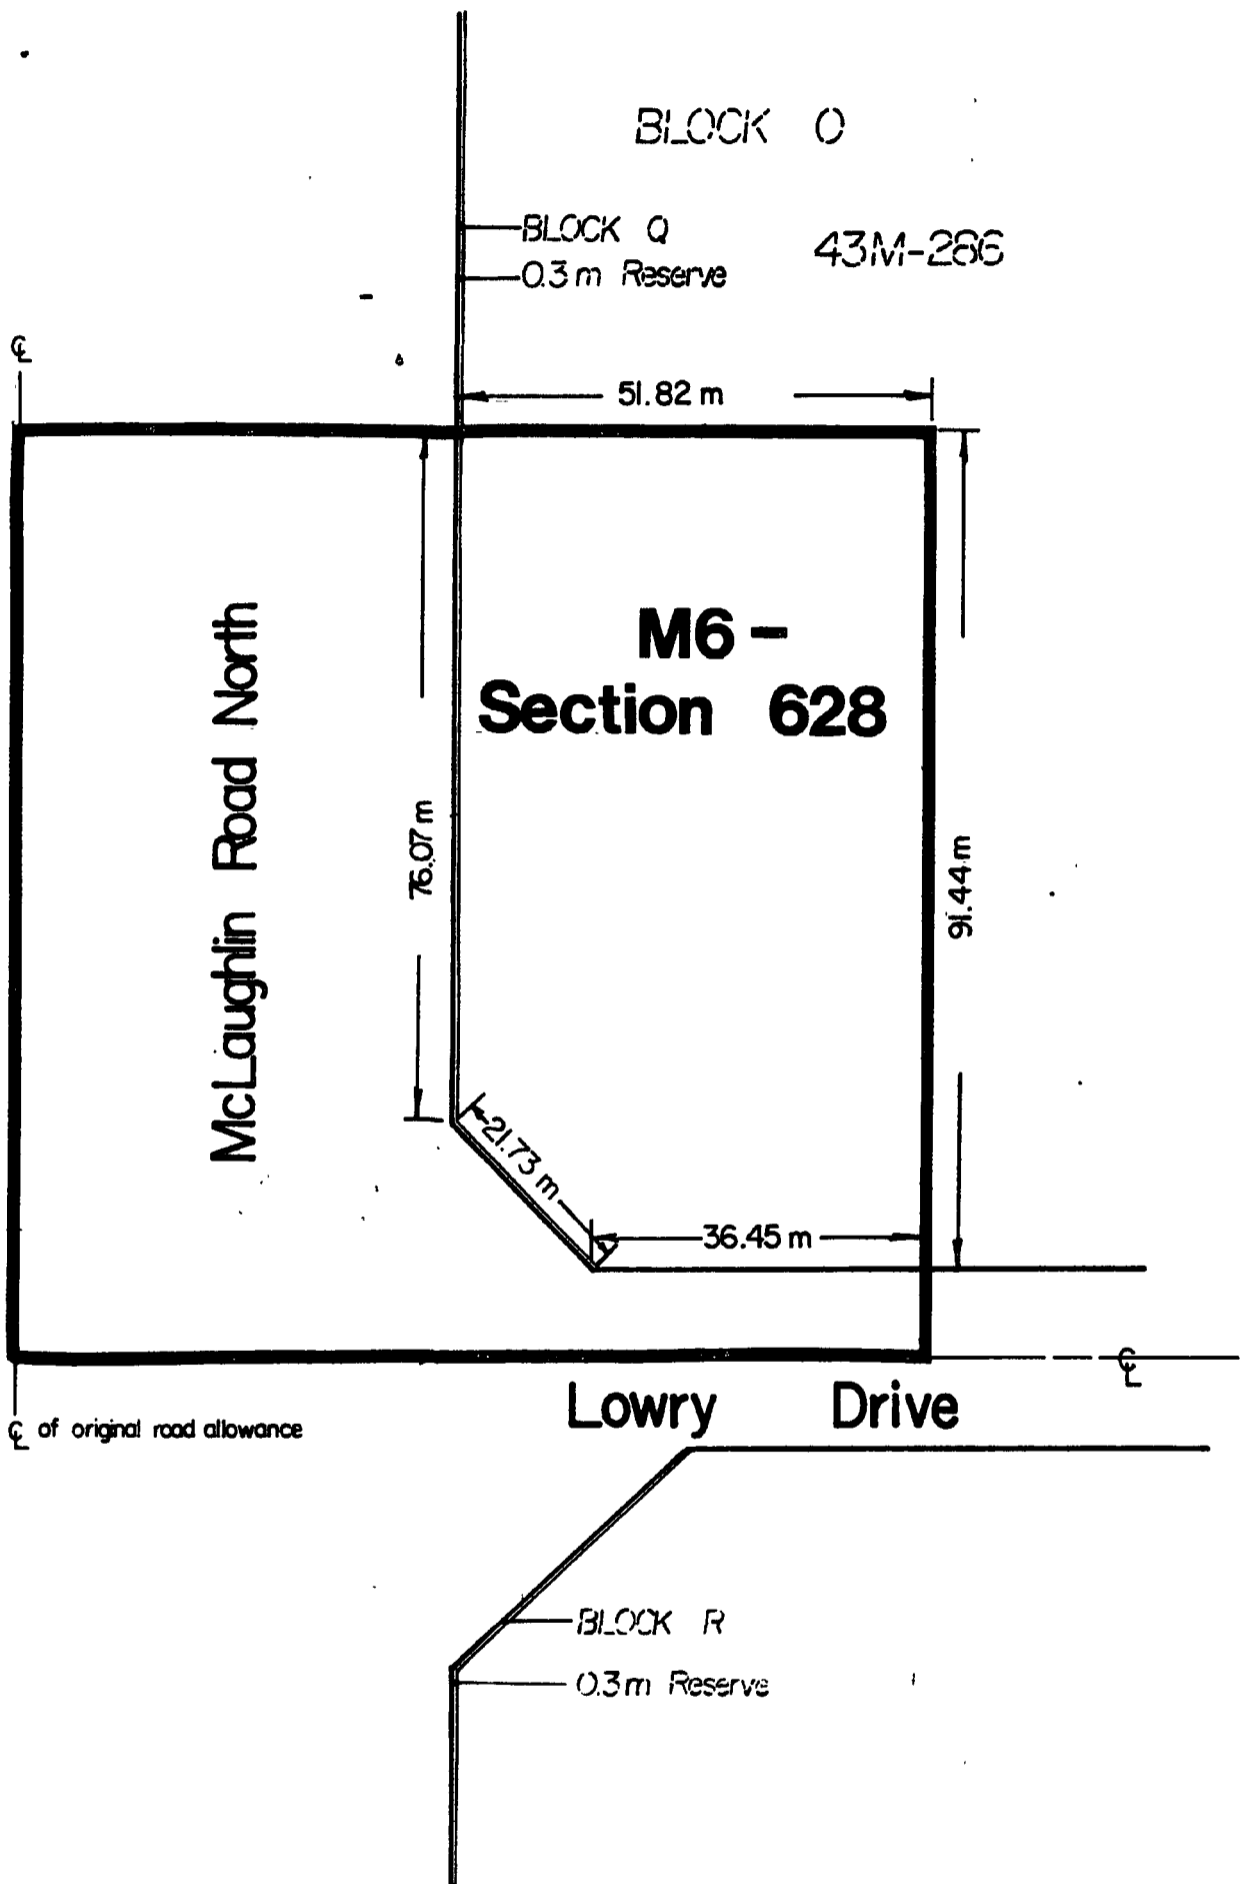 BLOCK O
BLOCK Q
43M-286
0.3 m Reserve
℄
51.82 m
M6 -
Section 628
McLaughlin Road North
76.07 m
91.44 m
21.73 m
36.45 m
℄
Lowry Drive
℄ of original road allowance
BLOCK R
0.3 m Reserve